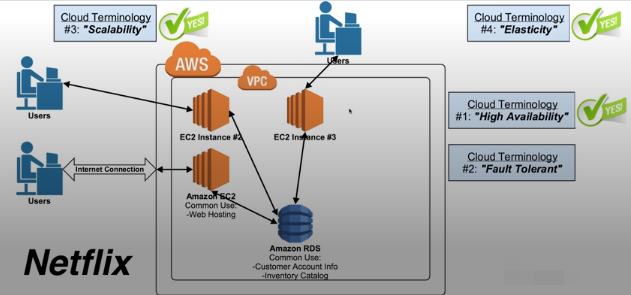 Cloud Terminology
#3: "Scalability"
YES!
Cloud Terminology
#4: "Elasticity"
YES!
Users
AWS
VPC
Users
EC2 Instance #2
EC2 Instance #3
Cloud Terminology
#1: "High Availability"
YES!
Internet Connection
Users
Amazon EC2
Common Use:
-Web Hosting
Cloud Terminology
#2: "Fault Tolerant"
Amazon RDS
Common Use:
-Customer Account Info
-Inventory Catalog
Netflix